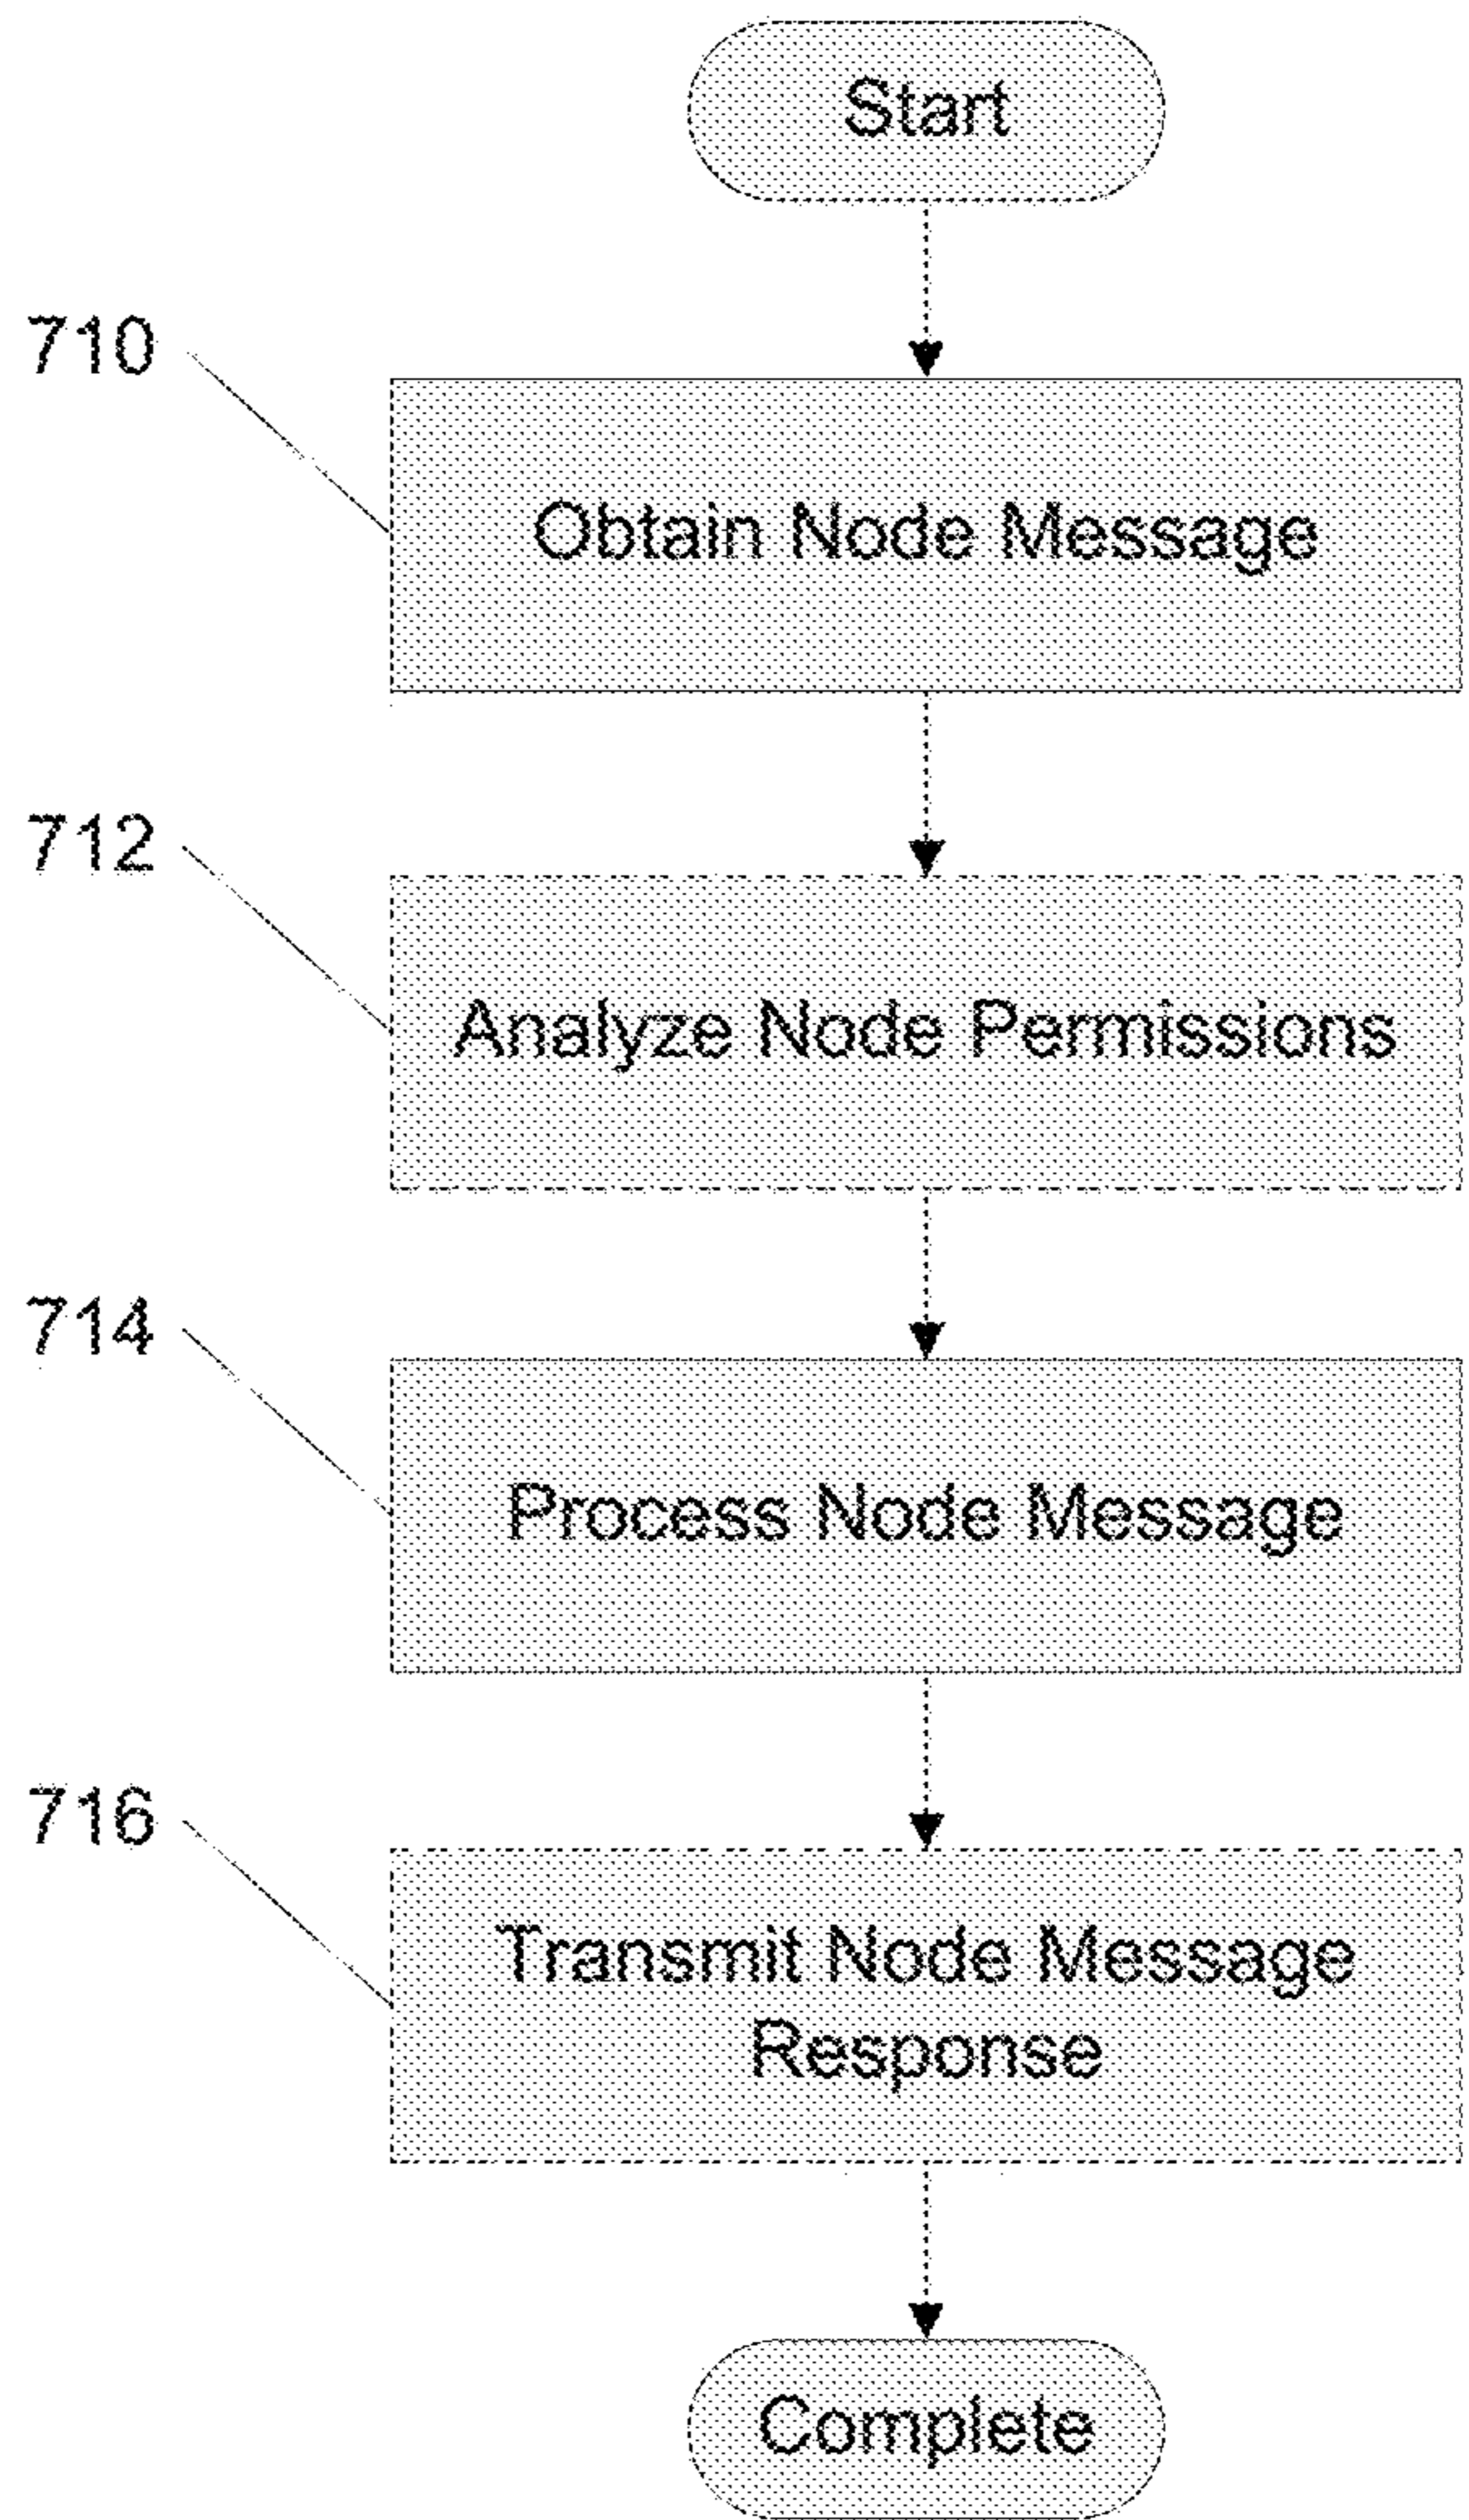 Start
710
Obtain Node Message
712
Analyze Node Permissions
714
Process Node Message
716
Transmit Node Message
Response
Complete